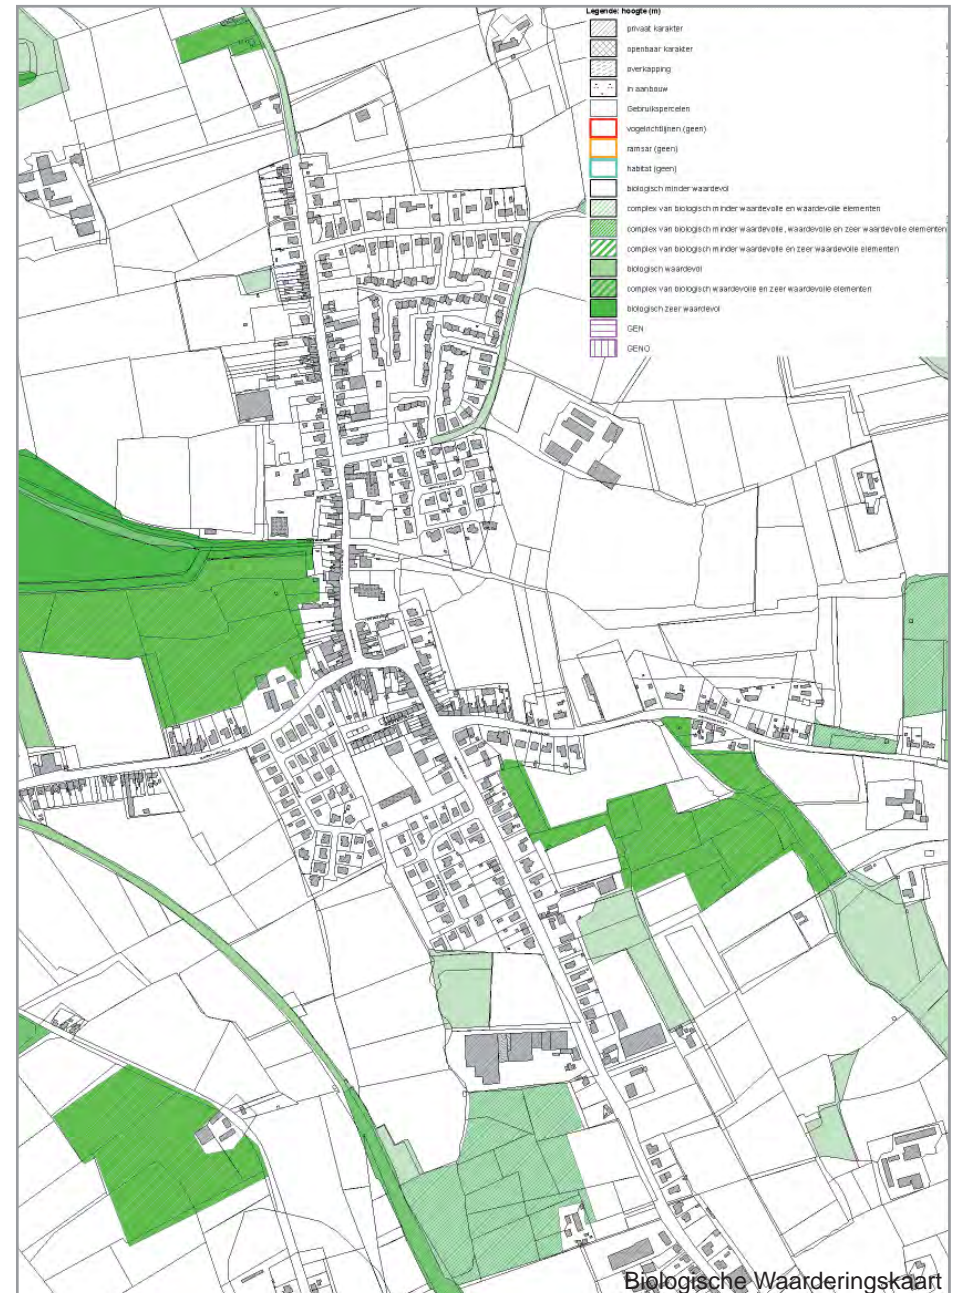 Legende: hoogte (m)
privaat karakter
openbaar karakter
overkapping
in aanbouw
Gebruikspercelen
vogelrichtlijnen (geen)
ramsar (geen)
habitat (geen)
biologisch minder waardevol
complex van biologisch minder waardevolle en waardevolle elementen
complex van biologisch minder waardevolle, waardevolle en zeer waardevolle elementen
complex van biologisch minder waardevolle en zeer waardevolle elementen
biologisch waardevol
complex van biologisch waardevolle en zeer waardevolle elementen
biologisch zeer waardevol
GEN
GENO
Biologische Waarderingskaart